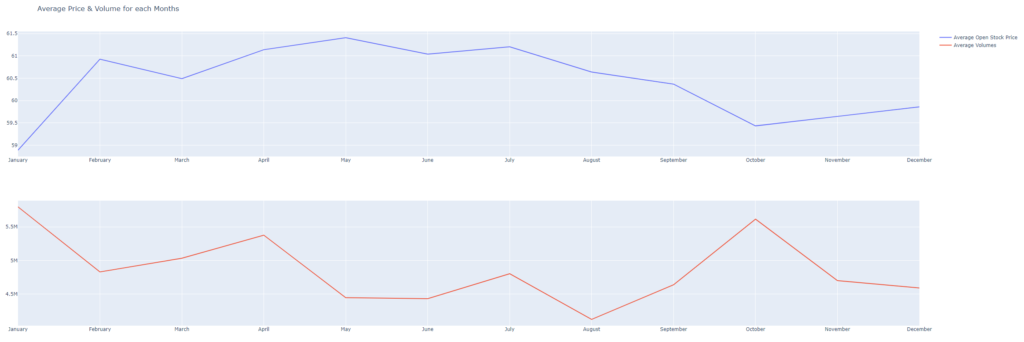 Average Price & Volume for each Months
Average Open Stock Price
Average Volumes
61.5
61
60.5
60
59.5
59
January February March April May June July August September October November December
5.5M
5M
4.5M
January February March April May June July August September October November December